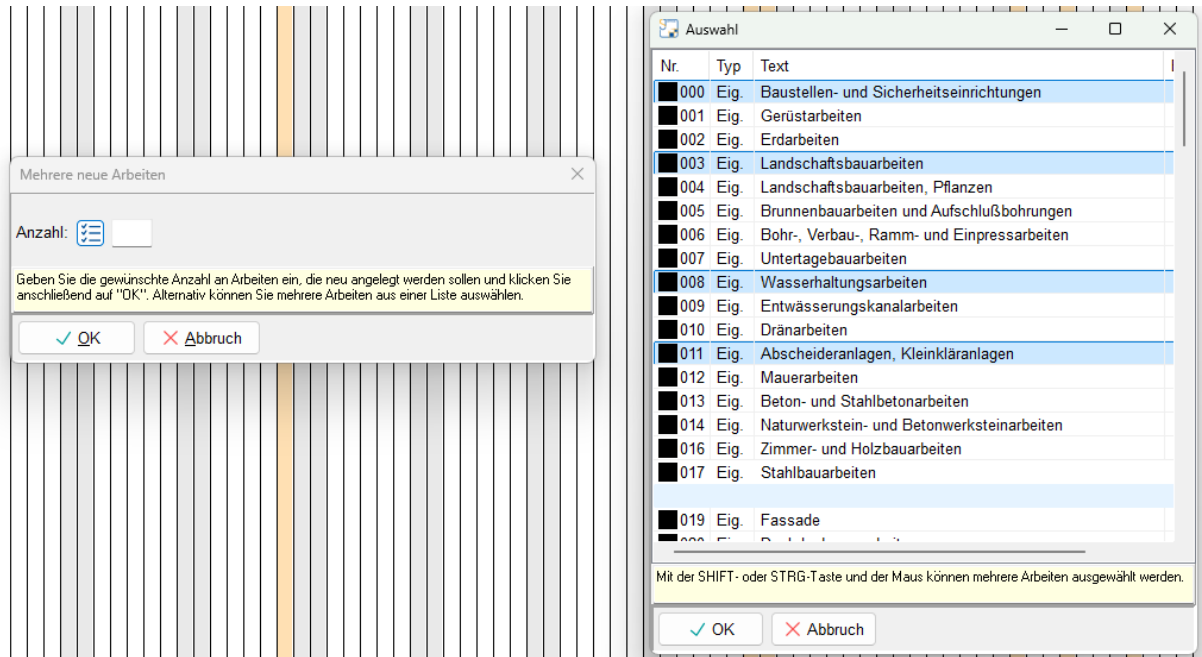 Mehrere neue Arbeiten
Anzahl:
Geben Sie die gewünschte Anzahl an Arbeiten ein, die neu angelegt werden sollen und klicken Sie
anschließend auf "OK". Alternativ können Sie mehrere Arbeiten aus einer Liste auswählen.
OK Abbruch
Auswahl
Nr. Typ Text
000 Eig. Baustellen- und Sicherheitseinrichtungen
001 Eig. Gerüstarbeiten
002 Eig. Erdarbeiten
003 Eig. Landschaftsbauarbeiten
004 Eig. Landschaftsbauarbeiten, Pflanzen
005 Eig. Brunnenbauarbeiten und Aufschlußbohrungen
006 Eig. Bohr-, Verbau-, Ramm- und Einpressarbeiten
007 Eig. Untertagebauarbeiten
008 Eig. Wasserhaltungsarbeiten
009 Eig. Entwässerungskanalarbeiten
010 Eig. Dränarbeiten
011 Eig. Abscheideranlagen, Kleinkläranlagen
012 Eig. Mauerarbeiten
013 Eig. Beton- und Stahlbetonarbeiten
014 Eig. Naturwerkstein- und Betonwerksteinarbeiten
016 Eig. Zimmer- und Holzbauarbeiten
017 Eig. Stahlbauarbeiten
019 Eig. Fassade
Mit der SHIFT- oder STRG-Taste und der Maus können mehrere Arbeiten ausgewählt werden.
OK Abbruch